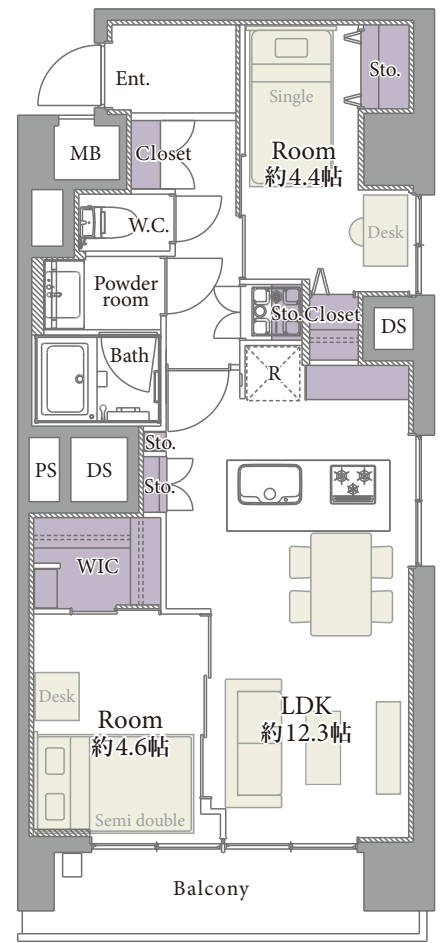 Ent.
Single
Sto.
MB
Closet
Room
約4.4帖
W.C.
Desk
Powder
room
Sto.
Closet
DS
Bath
R
Sto.
PS
DS
Sto.
WIC
Desk
Room
約4.6帖
LDK
約12.3帖
Semi double
Balcony